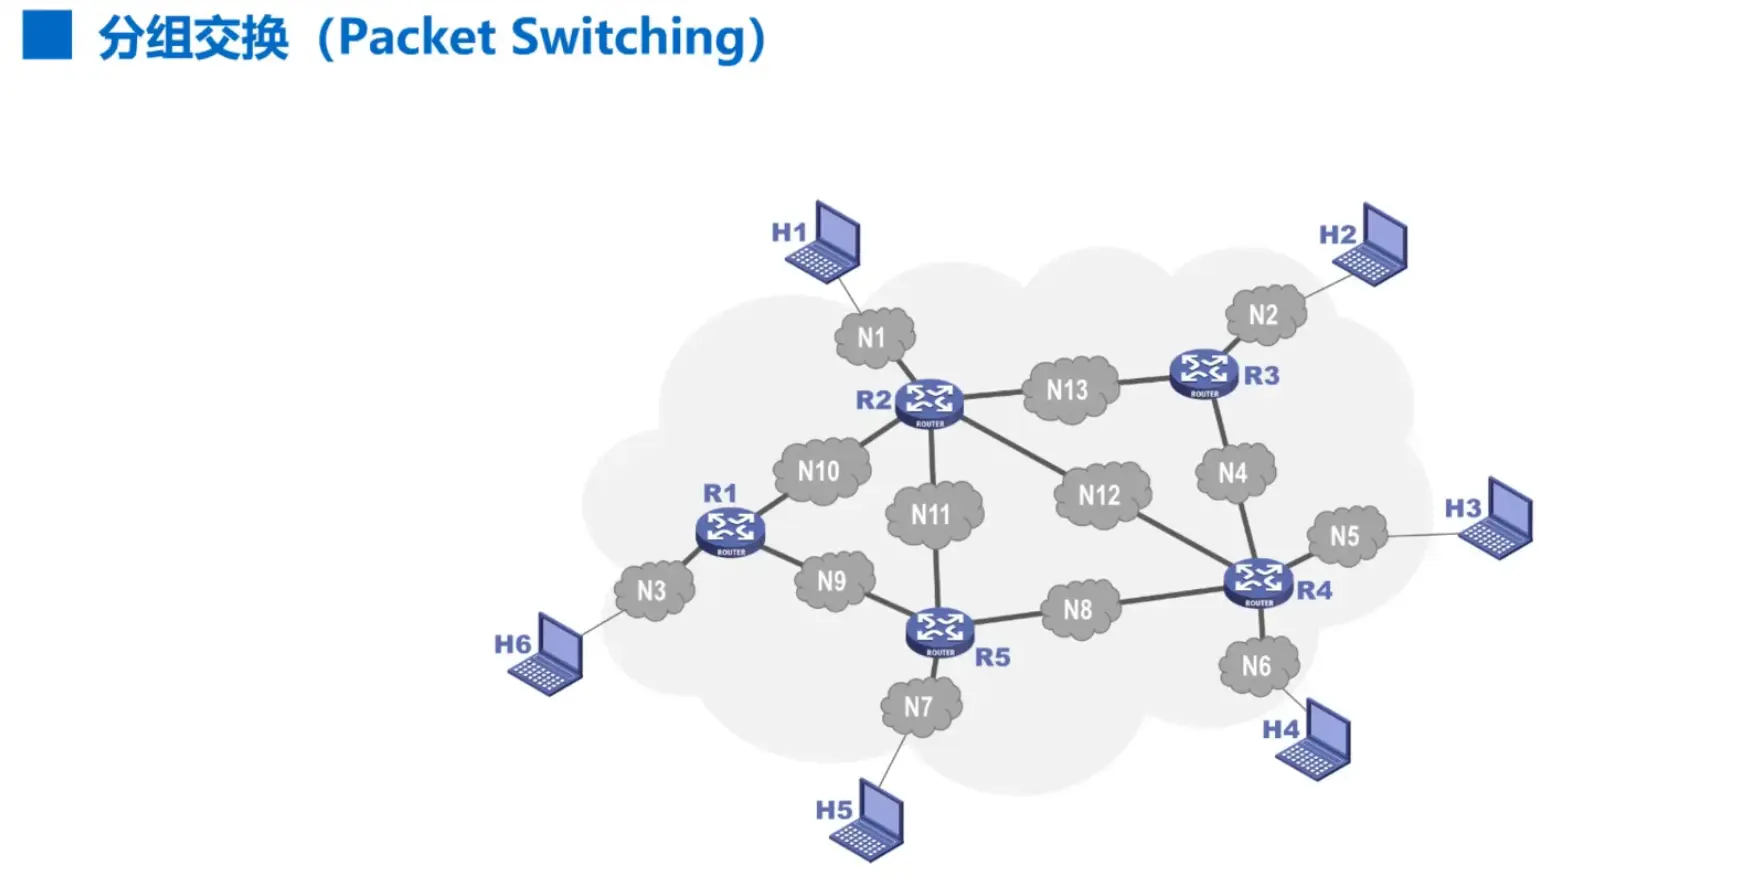 分组交换（Packet Switching）
H1
H2
N1
N2
R2
ROUTER
N13
R3
ROUTER
N10
N4
R1
ROUTER
N11
N12
H3
N5
N3
N9
N8
R4
ROUTER
H6
R5
ROUTER
N6
N7
H4
H5